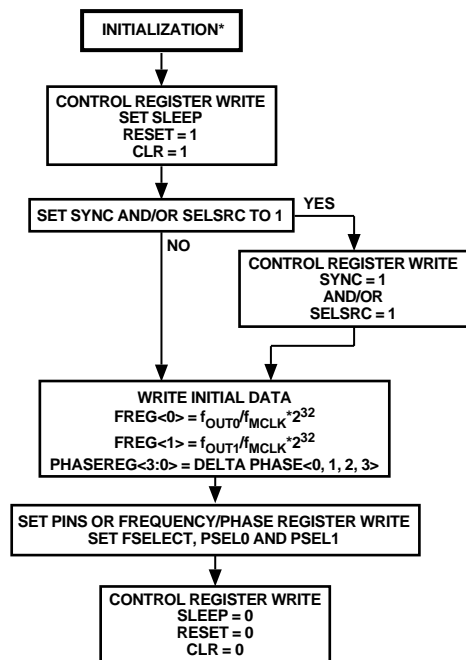 INITIALIZATION*
CONTROL REGISTER WRITE
SET SLEEP
RESET = 1
CLR = 1
SET SYNC AND/OR SELSRC TO 1
YES
NO
CONTROL REGISTER WRITE
SYNC = 1
AND/OR
SELSRC = 1
WRITE INITIAL DATA
FREG<0> = fOUT0/fMCLK*2^32
FREG<1> = fOUT1/fMCLK*2^32
PHASEREG<3:0> = DELTA PHASE<0, 1, 2, 3>
SET PINS OR FREQUENCY/PHASE REGISTER WRITE
SET FSELECT, PSEL0 AND PSEL1
CONTROL REGISTER WRITE
SLEEP = 0
RESET = 0
CLR = 0